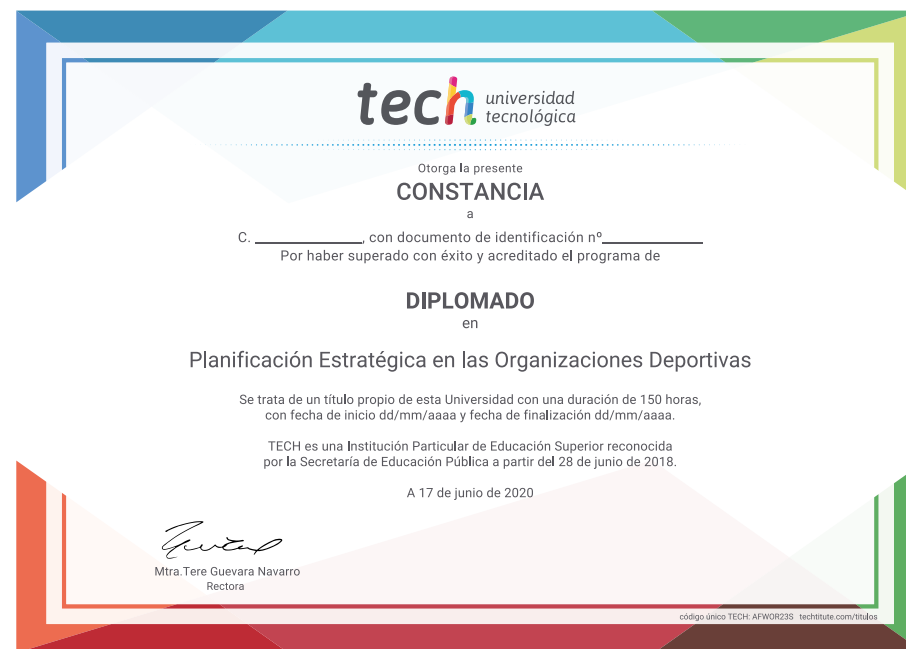 tech universidad
tecnológica
Otorga la presente
CONSTANCIA
a
C. ______________, con documento de identificación nº_____________
Por haber superado con éxito y acreditado el programa de
DIPLOMADO
en
Planificación Estratégica en las Organizaciones Deportivas
Se trata de un título propio de esta Universidad con una duración de 150 horas,
con fecha de inicio dd/mm/aaaa y fecha de finalización dd/mm/aaaa.
TECH es una Institución Particular de Educación Superior reconocida
por la Secretaría de Educación Pública a partir del 28 de junio de 2018.
A 17 de junio de 2020
Mtra.Tere Guevara Navarro
Rectora
código único TECH: AFWOR23S techtitute.com/titulos